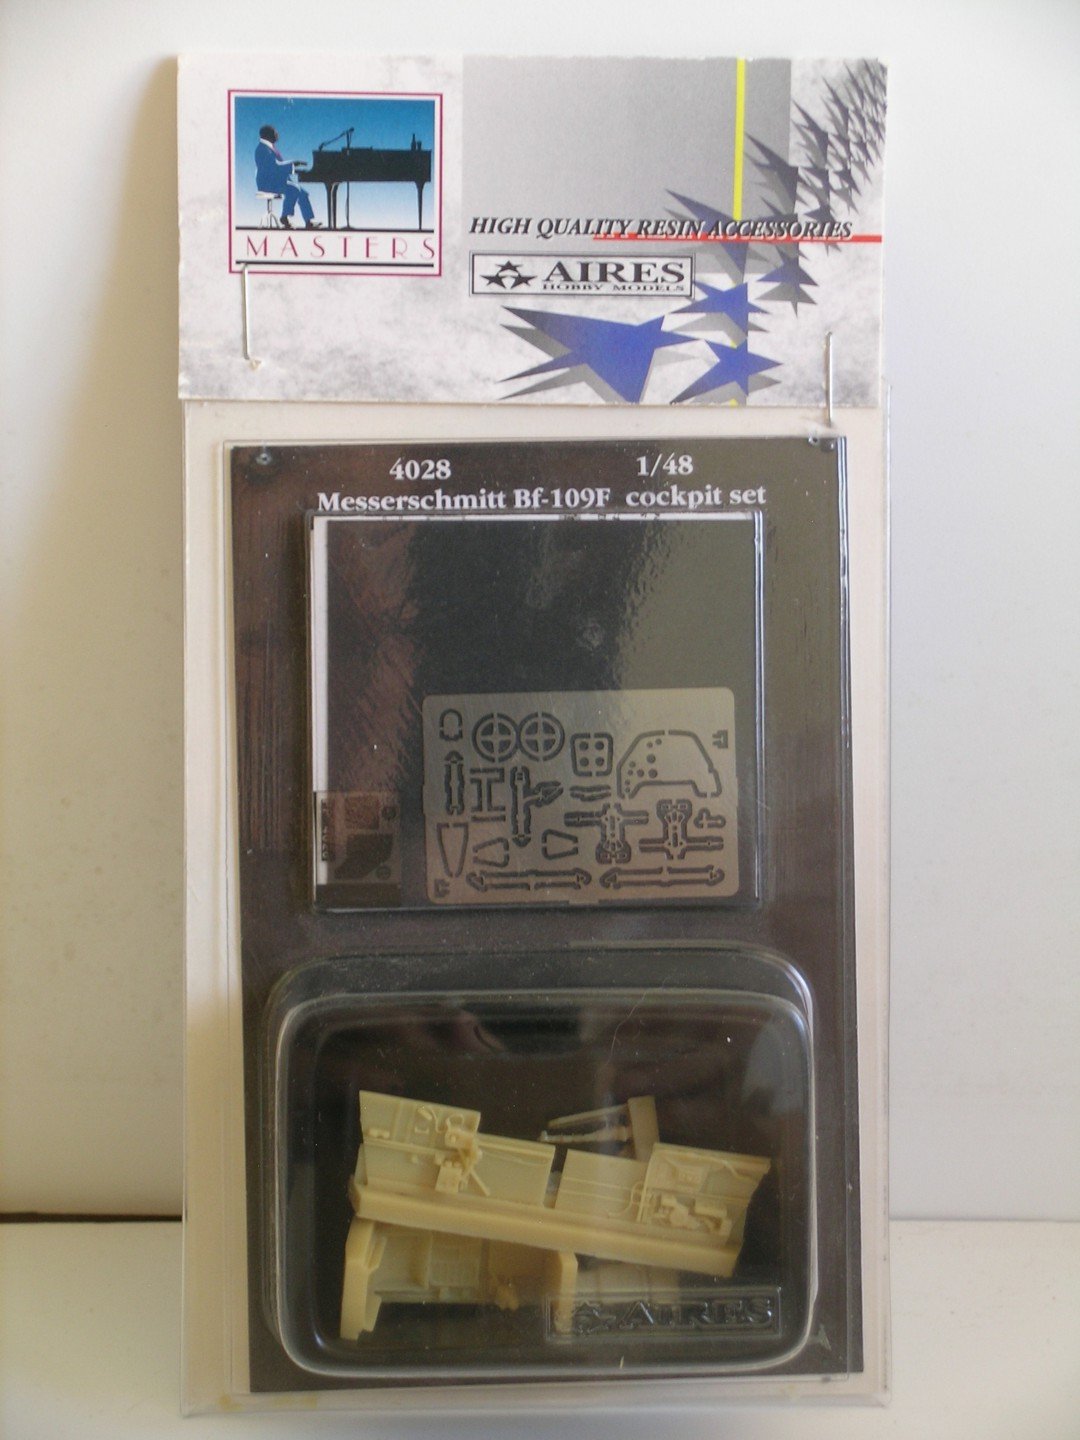 MASTERS
HIGH QUALITY RESIN ACCESSORIES
AIRES
HOBBY MODELS
4028 1/48
Messerschmitt Bf-109F cockpit set
AIRES